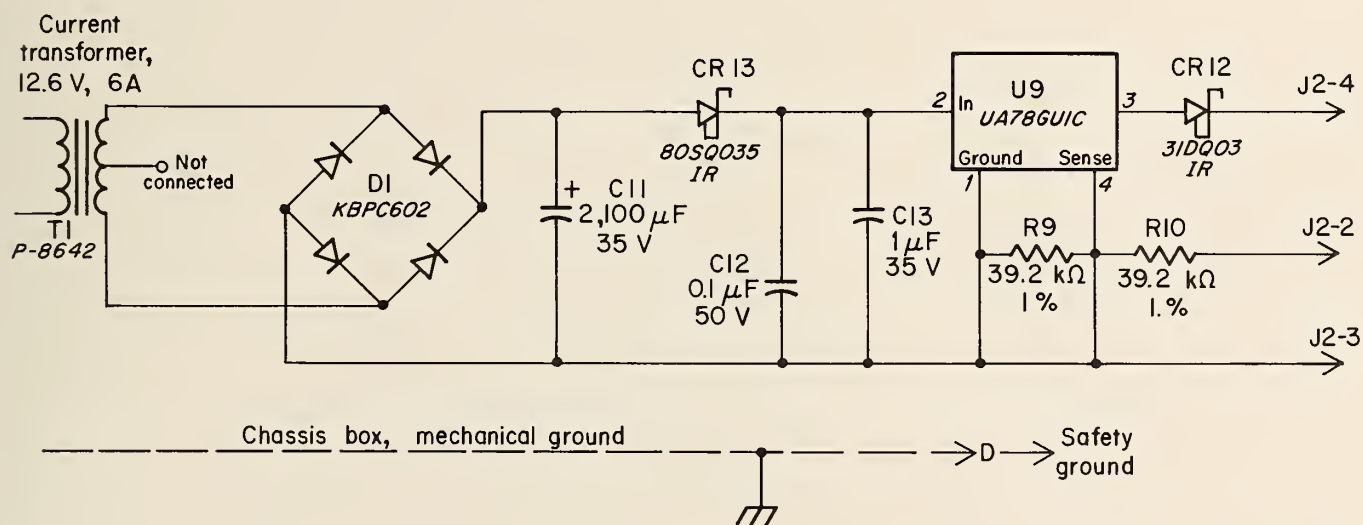 Current
transformer,
12.6 V, 6A
T1
P-8642
Not
connected
D1
KBPC602
+
C11
2,100 µF
35 V
CR13
80SQ035
IR
C12
0.1 µF
50 V
C13
1 µF
35 V
2
In
U9
UA78GUIC
Ground
Sense
3
1
4
CR12
31DQ03
IR
R9
39.2 kΩ
1%
R10
39.2 kΩ
1.%
J2-4
J2-2
J2-3
Chassis box, mechanical ground
D
Safety
ground